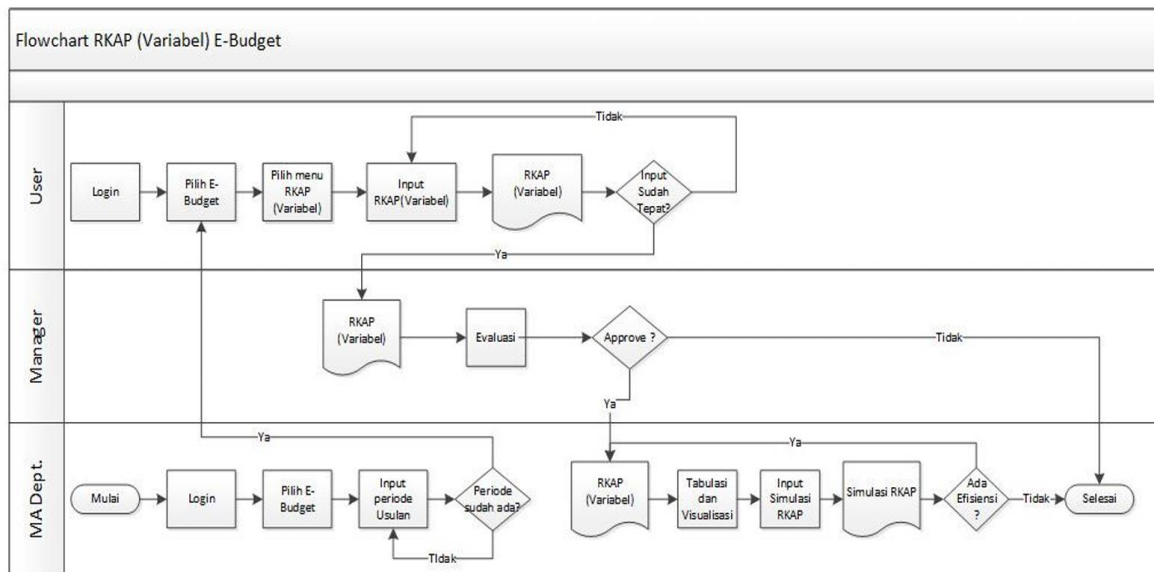 Flowchart RKAP (Variabel) E-Budget
User
Tidak
Login
Pilih E-
Budget
Pilih menu
RKAP
(Variabel)
Input
RKAP(Variabel)
RKAP
(Variabel)
Input
Sudah
Tepat?
Ya
Manager
RKAP
(Variabel)
Evaluasi
Approve ?
Tidak
Ya
MA Dept.
Ya
Mulai
Login
Pilih E-
Budget
Input
periode
Usulan
Periode
sudah ada?
TIdak
Ya
RKAP
(Variabel)
Tabulasi
dan
Visualisasi
Input
Simulasi
RKAP
Simulasi RKAP
Ada
Efisiensi
?
Tidak
Selesai